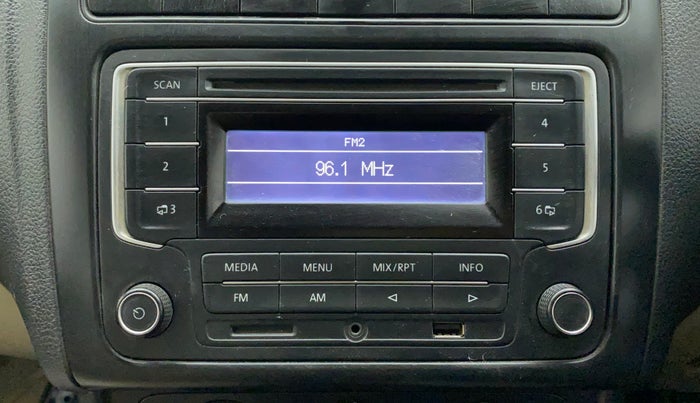 SCAN
EJECT
1
FM2
4
96.1 MHz
2
5
3
6
MEDIA MENU MIX/RPT INFO
FM AM